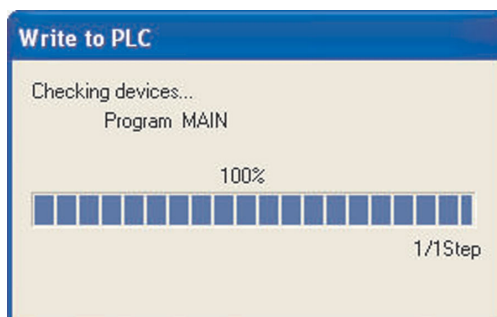 Write to PLC
Checking devices...
Program MAIN
100%
1/1Step